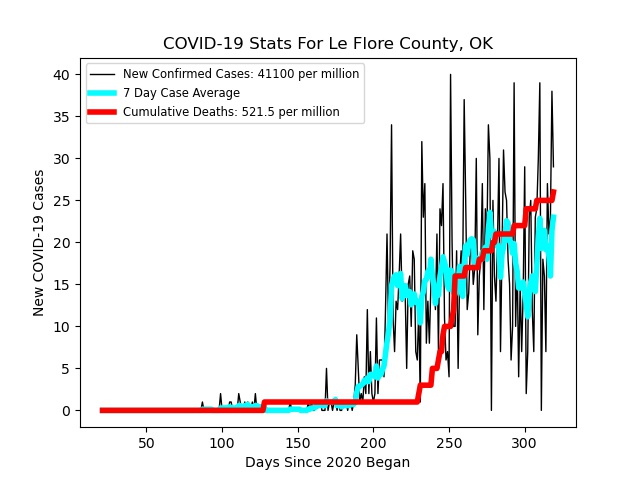 COVID-19 Stats For Le Flore County, OK
New Confirmed Cases: 41100 per million
7 Day Case Average
Cumulative Deaths: 521.5 per million
New COVID-19 Cases
40
35
30
25
20
15
10
5
0
50 100 150 200 250 300
Days Since 2020 Began